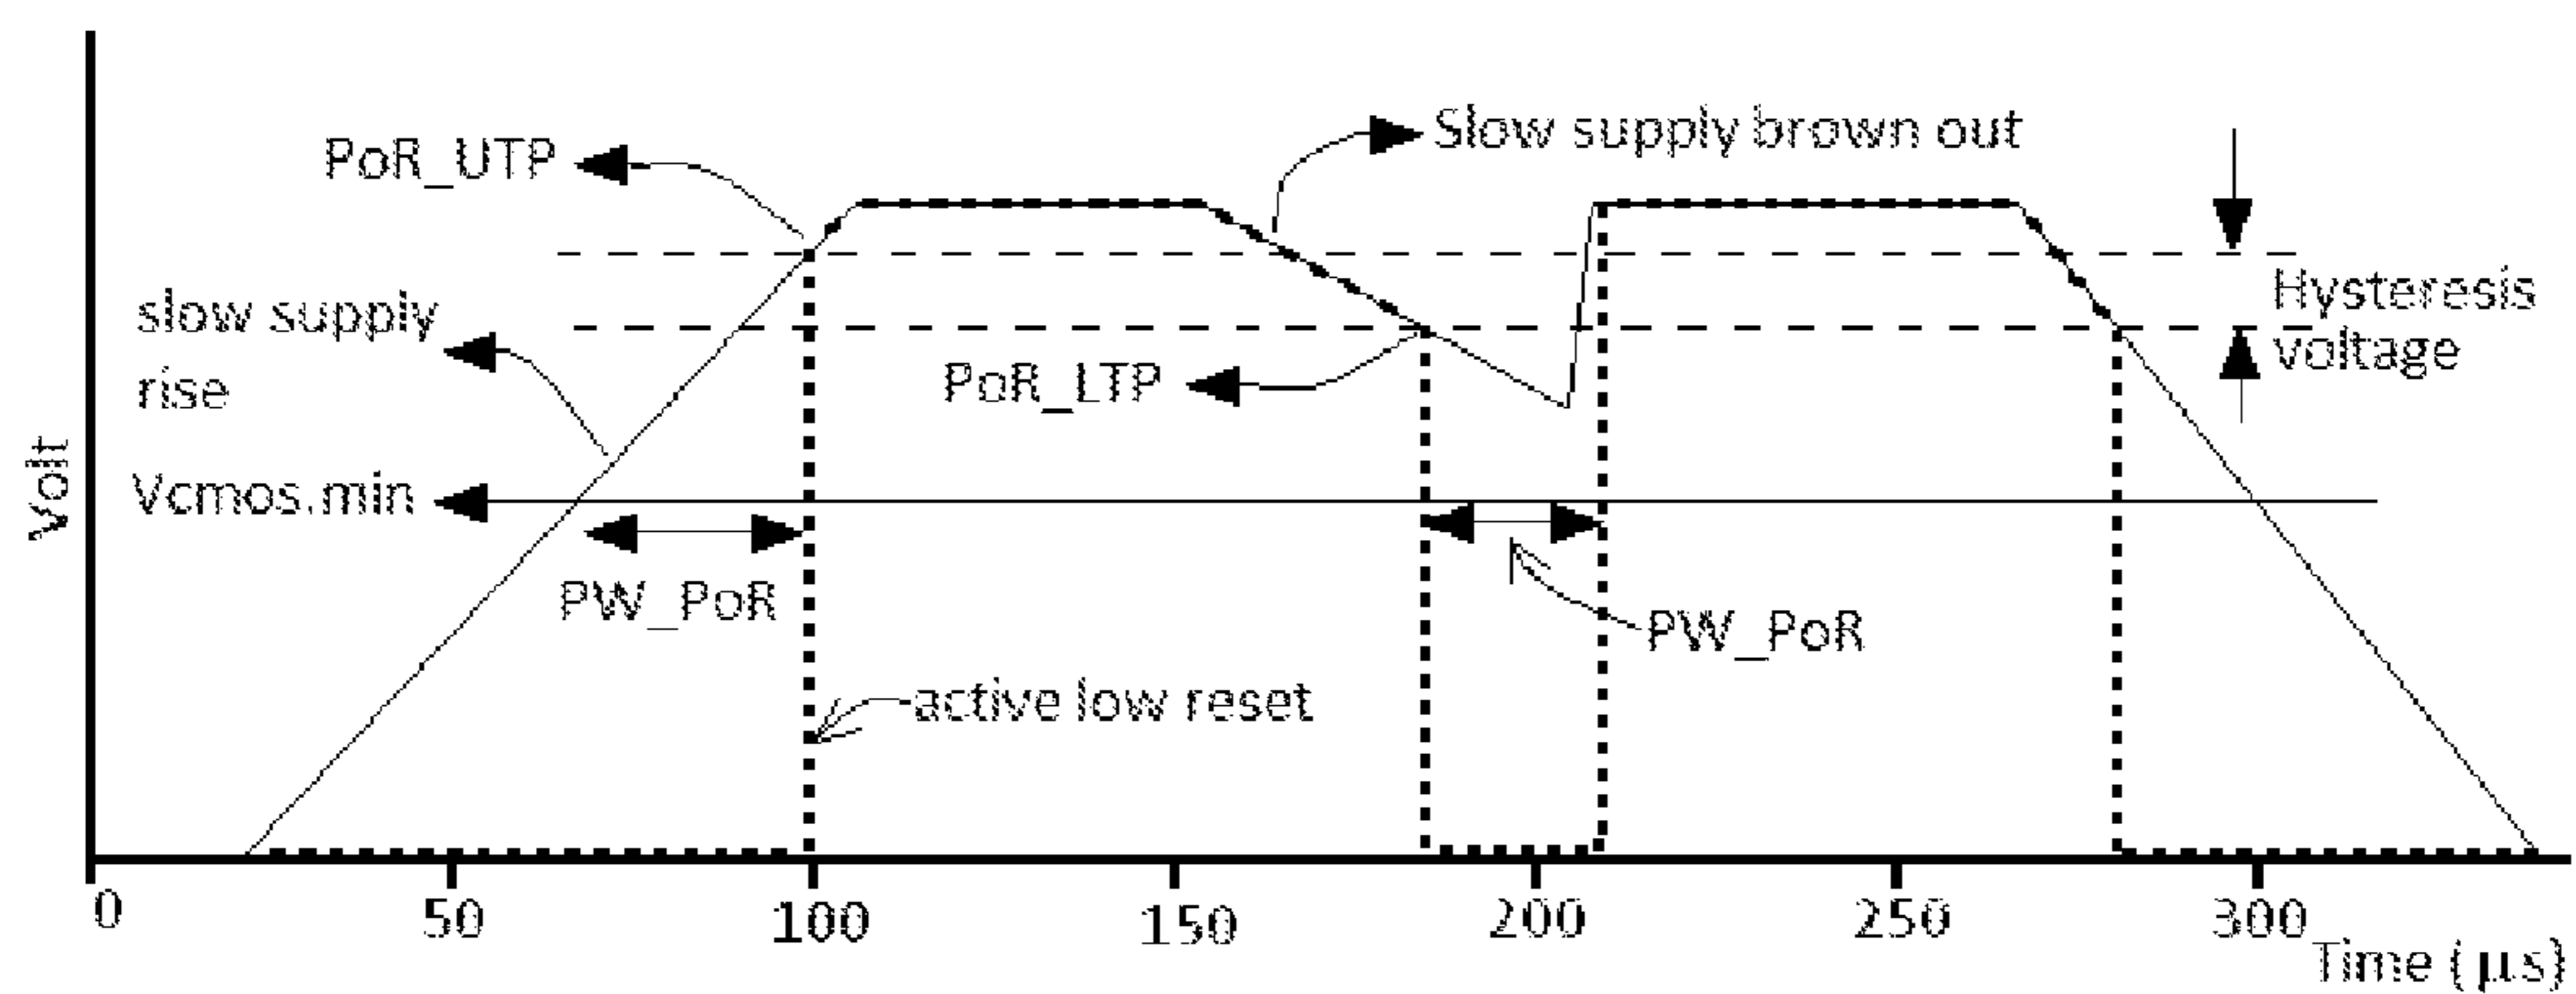 Slow supply brown out
PoR_UTP
slow supply
rise
Hysteresis
voltage
PoR_LTP
Volt
Vcmos.min
PW_PoR
PW_PoR
active low reset
0
50
100
150
200
250
300
Time (μs)